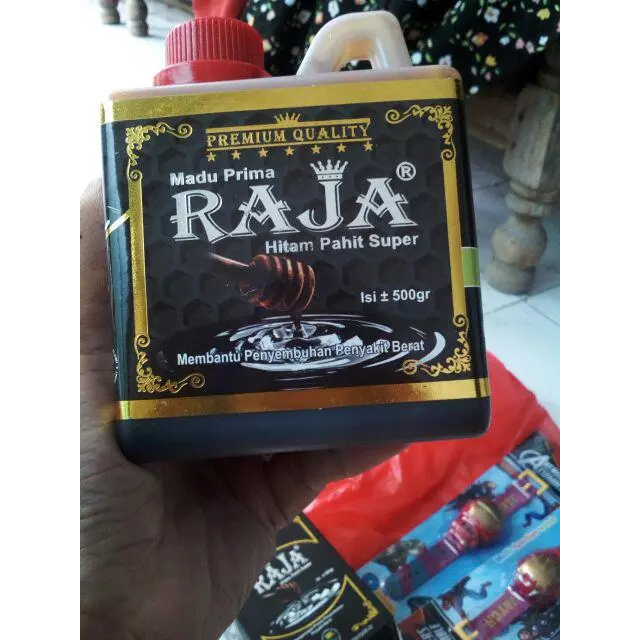 PREMIUM QUALITY
Madu Prima
RAJA®
Hitam Pahit Super
Isi ± 500gr
Membantu Penyembuhan Penyakit Berat
RAJA